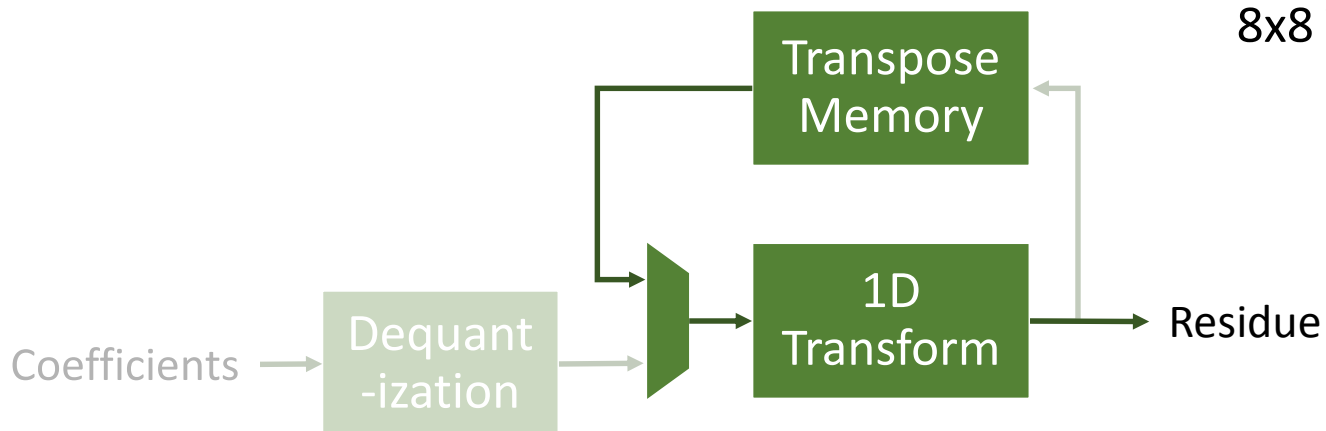 8x8
Transpose
Memory
1D
Transform
Residue
Dequant
-ization
Coefficients